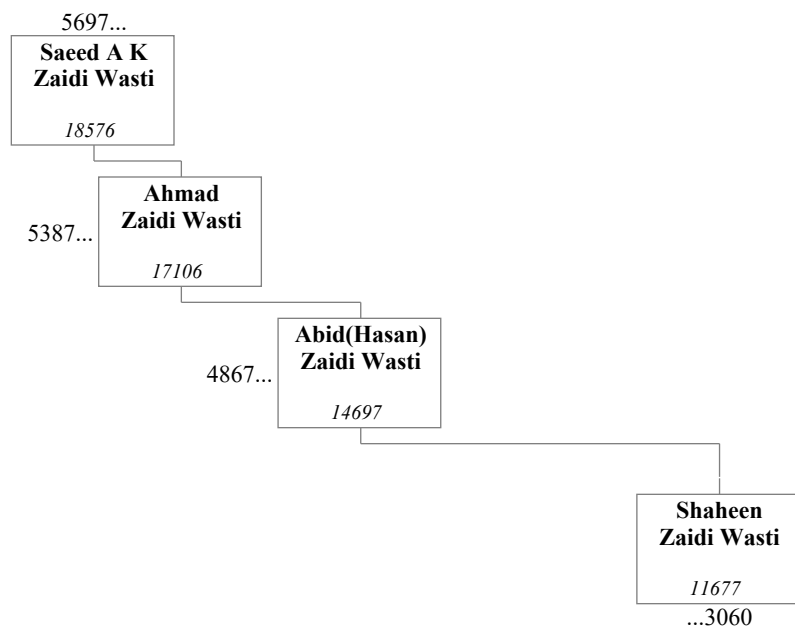 5697...
Saeed A K
Zaidi Wasti
18576
Ahmad
Zaidi Wasti
5387...
17106
Abid(Hasan)
Zaidi Wasti
4867...
14697
Shaheen
Zaidi Wasti
11677
...3060